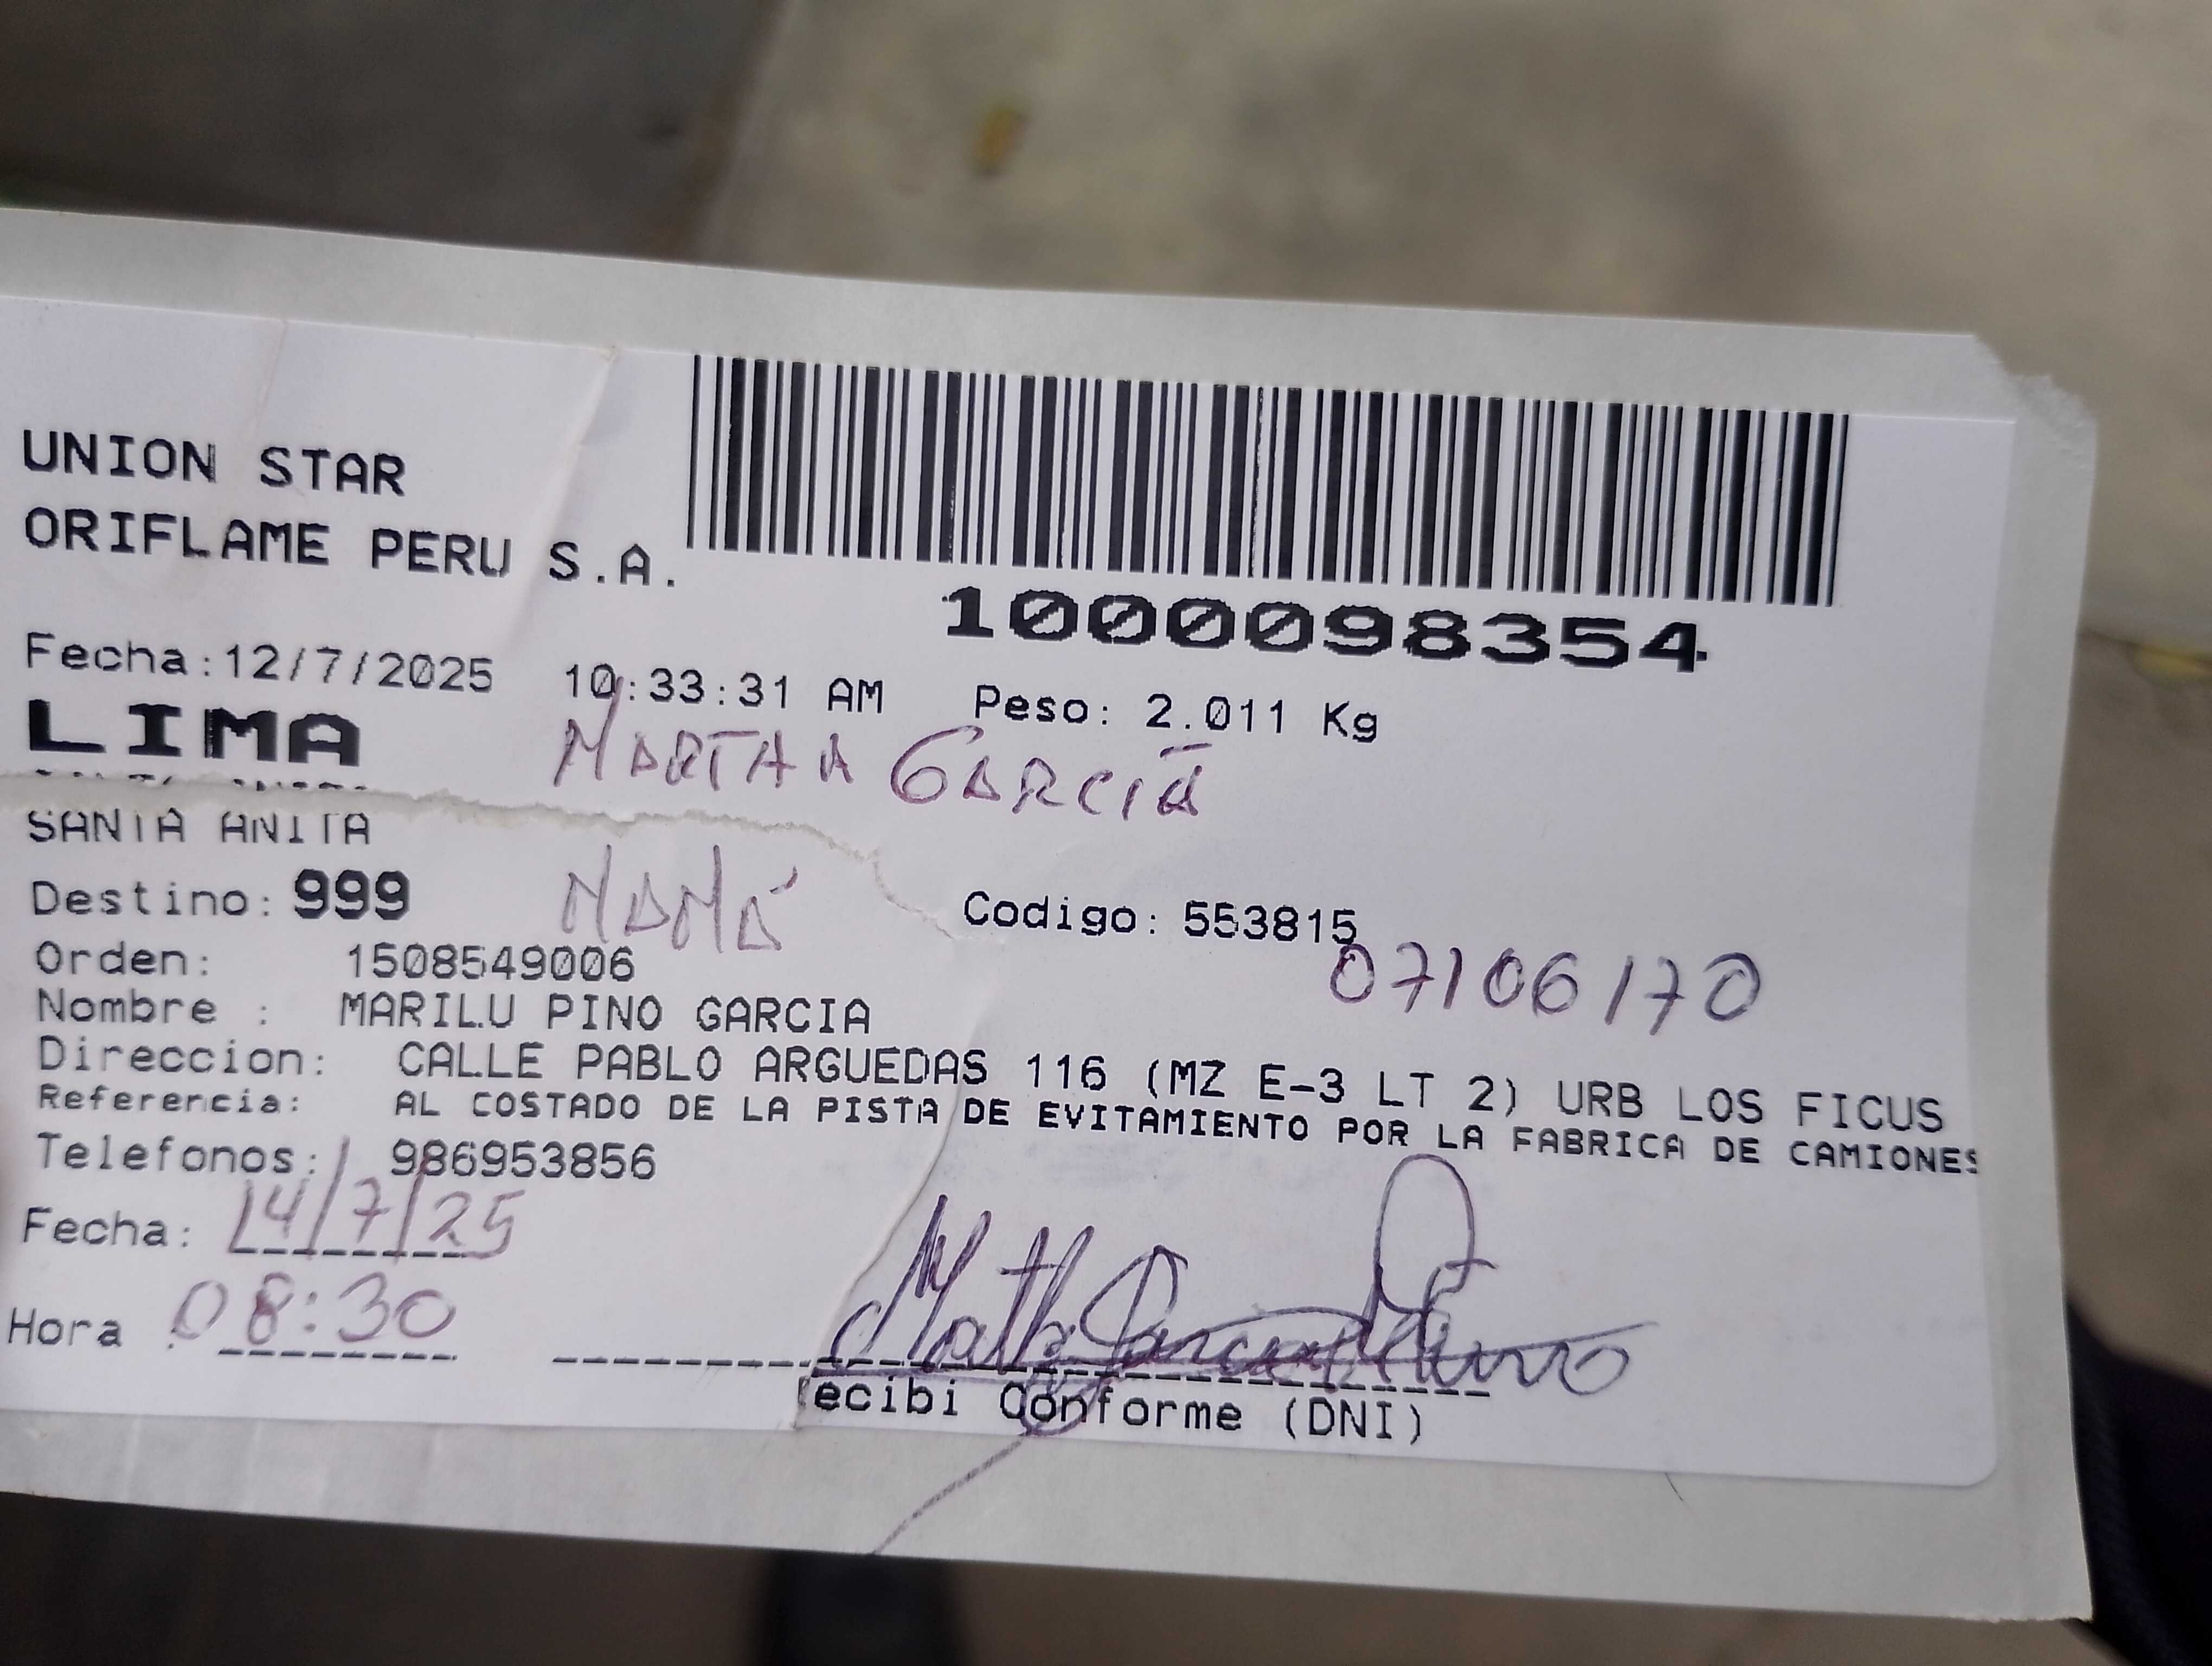 UNION STAR
ORIFLAME PERU S.A.
1000098354
Fecha:12/7/2025 10:33:31 AM Peso: 2.011 Kg
LIMA
MARTHA GARCIA
SANTA ANITA
Destino: 999
MAMÁ
Codigo: 553815
07106170
Orden: 1508549006
Nombre : MARILU PINO GARCIA
Direccion: CALLE PABLO ARGUEDAS 116 (MZ E-3 LT 2) URB LOS FICUS
Referencia: AL COSTADO DE LA PISTA DE EVITAMIENTO POR LA FABRICA DE CAMIONES
Telefonos: 986953856
Fecha: 14/7/25
Hora : 08:30
Recibi Conforme (DNI)